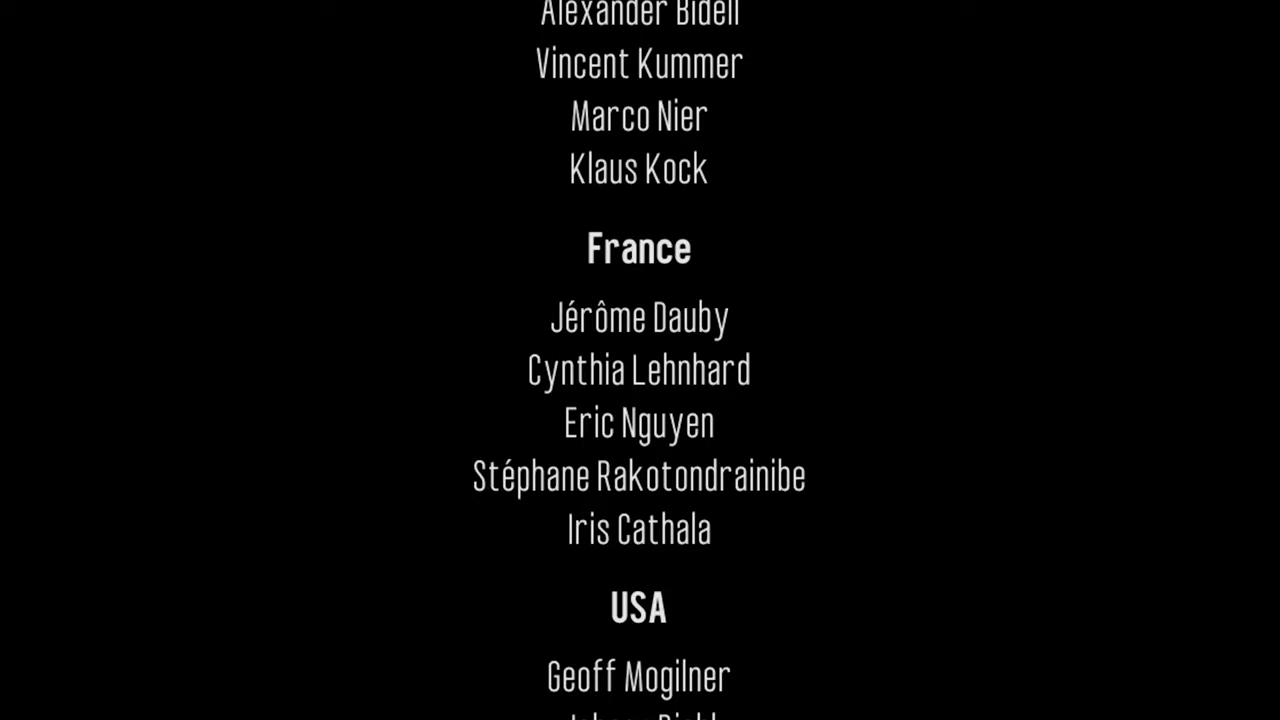 Alexander Bidell
Vincent Kummer
Marco Nier
Klaus Kock
France
Jérôme Dauby
Cynthia Lehnhard
Eric Nguyen
Stéphane Rakotondrainibe
Iris Cathala
USA
Geoff Mogilner